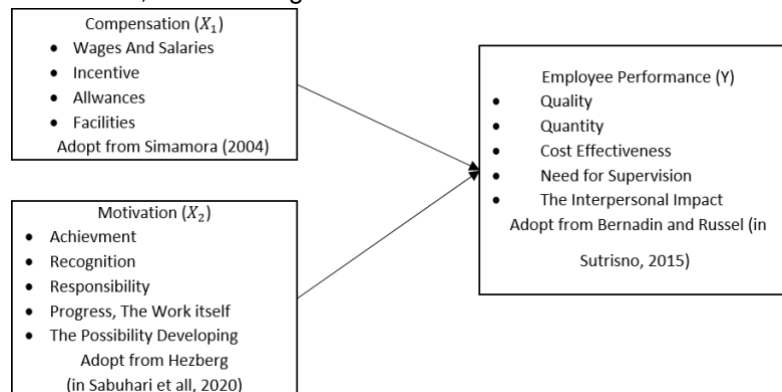 Compensation (X₁)
• Wages And Salaries
• Incentive
• Allwances
• Facilities
Adopt from Simamora (2004)
Motivation (X₂)
• Achievment
• Recognition
• Responsibility
• Progress, The Work itself
• The Possibility Developing
Adopt from Hezberg
(in Sabuhari et all, 2020)
Employee Performance (Y)
• Quality
• Quantity
• Cost Effectiveness
• Need for Supervision
• The Interpersonal Impact
Adopt from Bernadin and Russel (in
Sutrisno, 2015)